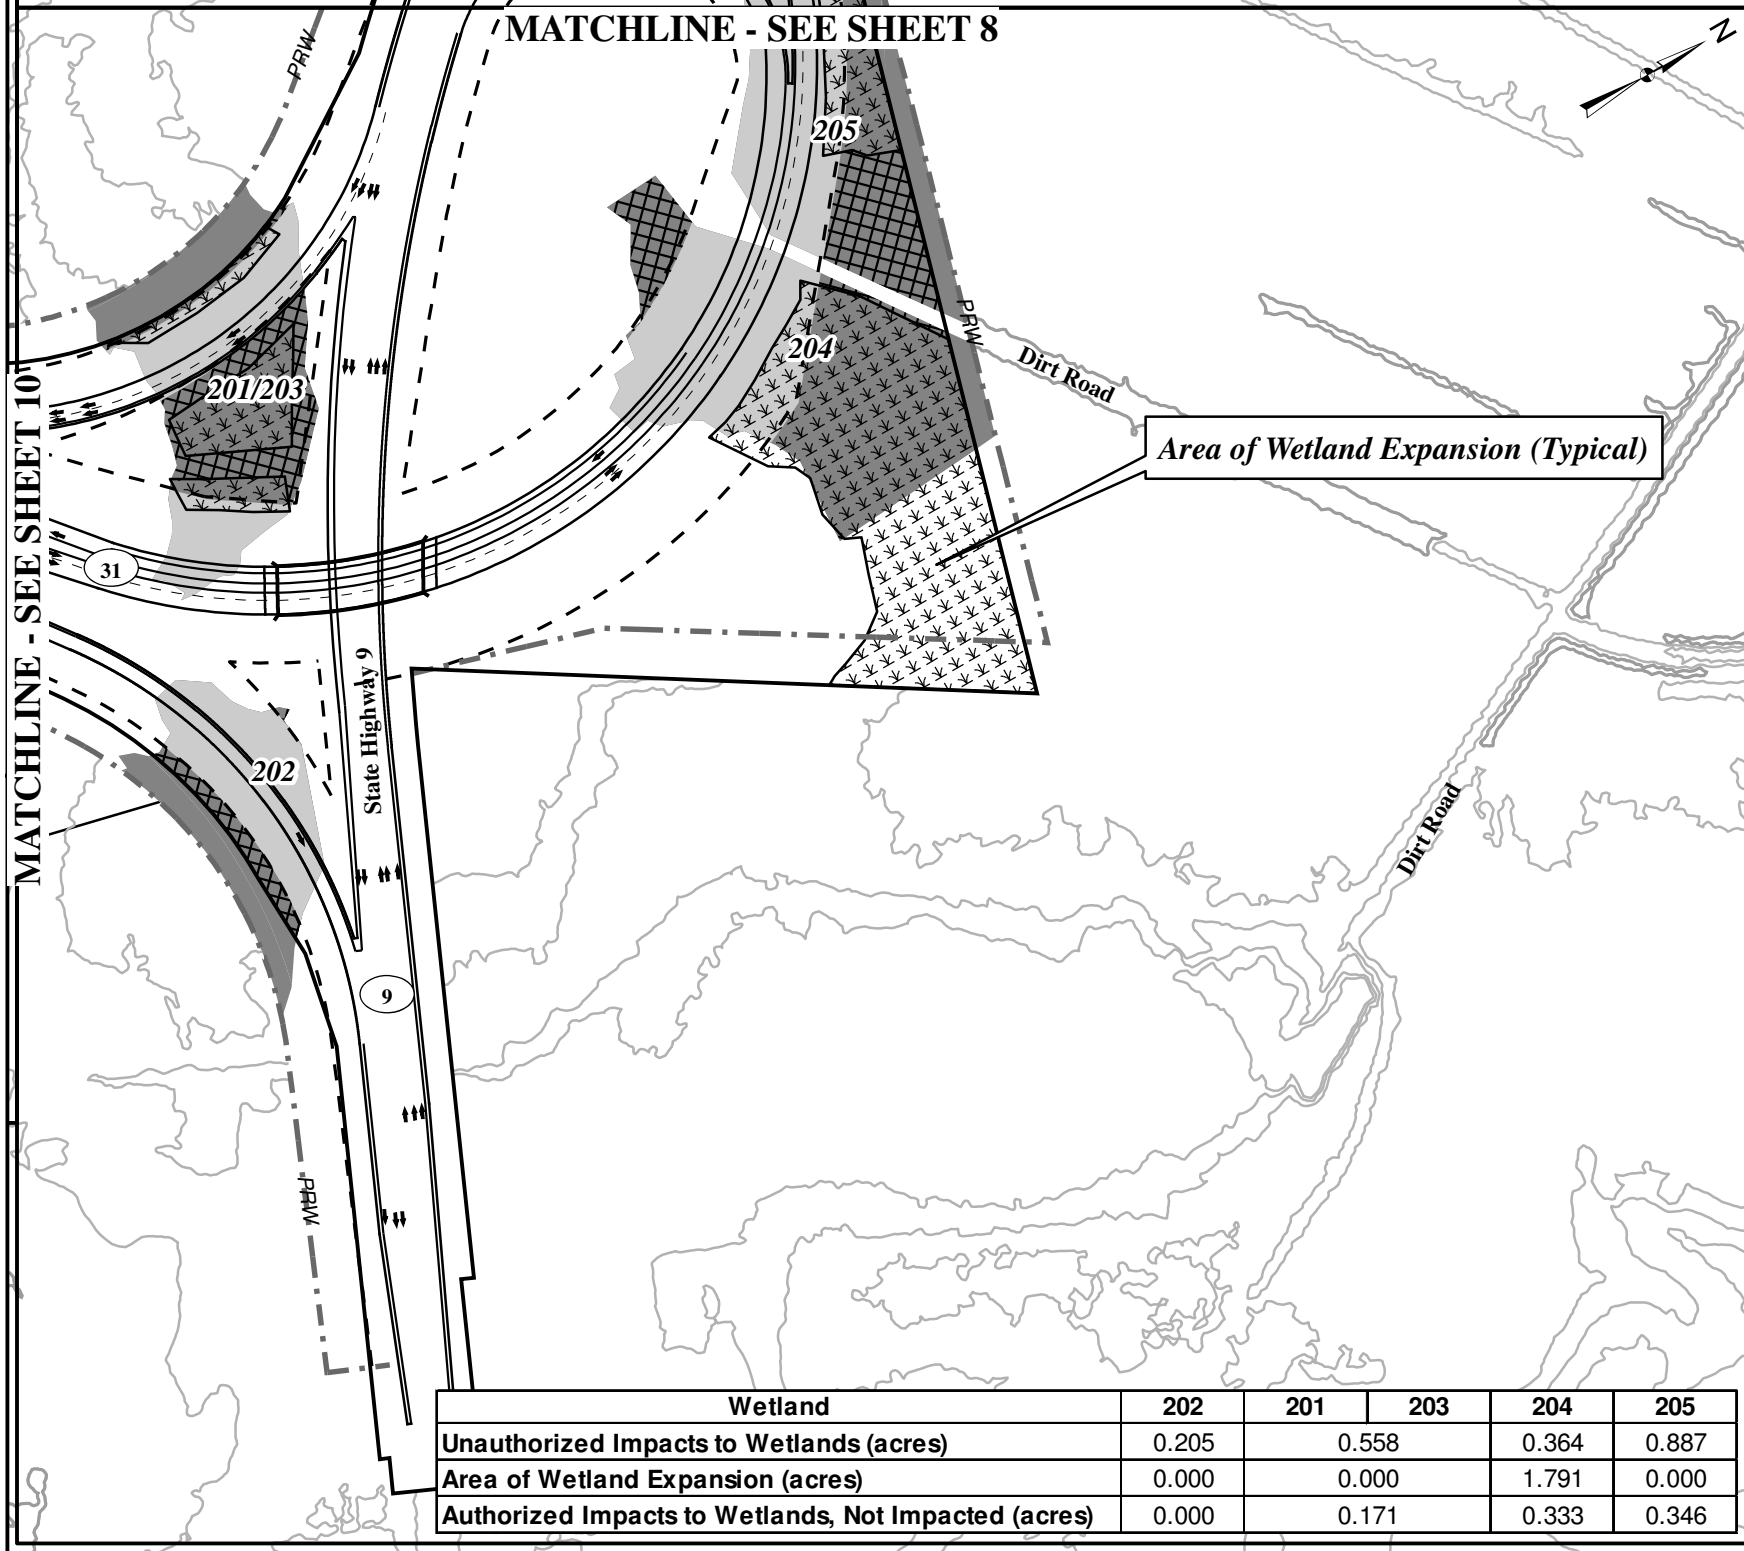 MATCHLINE - SEE SHEET 8
N
PRW
205
PRW
Dirt Road
204
201/203
Area of Wetland Expansion (Typical)
MATCHLINE - SEE SHEET 10
31
State Highway 9
202
Dirt Road
9
PRW
Wetland 202 201 203 204 205
Unauthorized Impacts to Wetlands (acres) 0.205 0.558 0.364 0.887
Area of Wetland Expansion (acres) 0.000 0.000 1.791 0.000
Authorized Impacts to Wetlands, Not Impacted (acres) 0.000 0.171 0.333 0.346